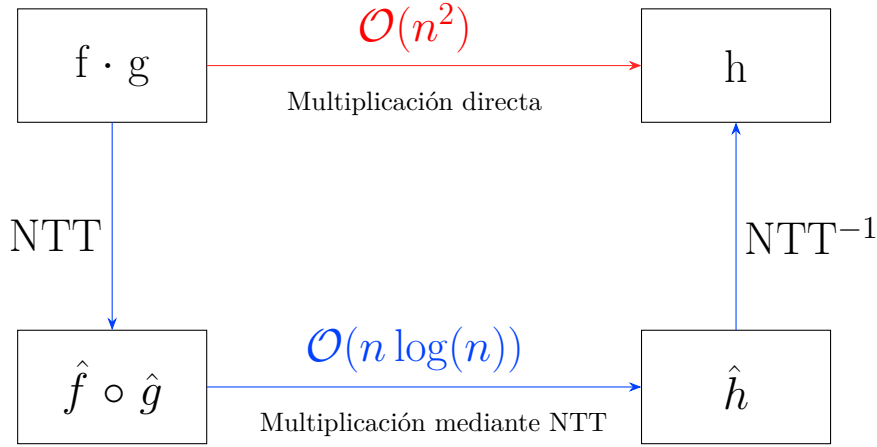 f · g
𝒪(n²)
h
Multiplicación directa
NTT
NTT⁻¹
f̂ ∘ ĝ
𝒪(n log(n))
ĥ
Multiplicación mediante NTT